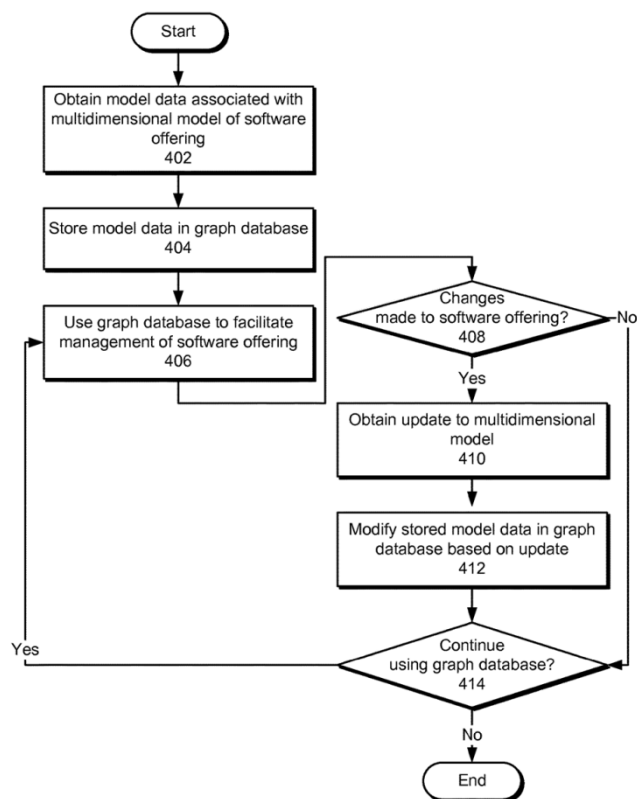 Start
Obtain model data associated with
multidimensional model of software
offering
402
Store model data in graph database
404
Use graph database to facilitate
management of software offering
406
Changes
made to software offering?
408
No
Yes
Obtain update to multidimensional
model
410
Modify stored model data in graph
database based on update
412
Continue
using graph database?
414
Yes
No
End